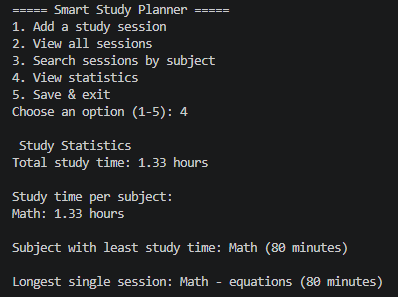 ===== Smart Study Planner =====
1. Add a study session
2. View all sessions
3. Search sessions by subject
4. View statistics
5. Save & exit
Choose an option (1-5): 4
Study Statistics
Total study time: 1.33 hours
Study time per subject:
Math: 1.33 hours
Subject with least study time: Math (80 minutes)
Longest single session: Math - equations (80 minutes)